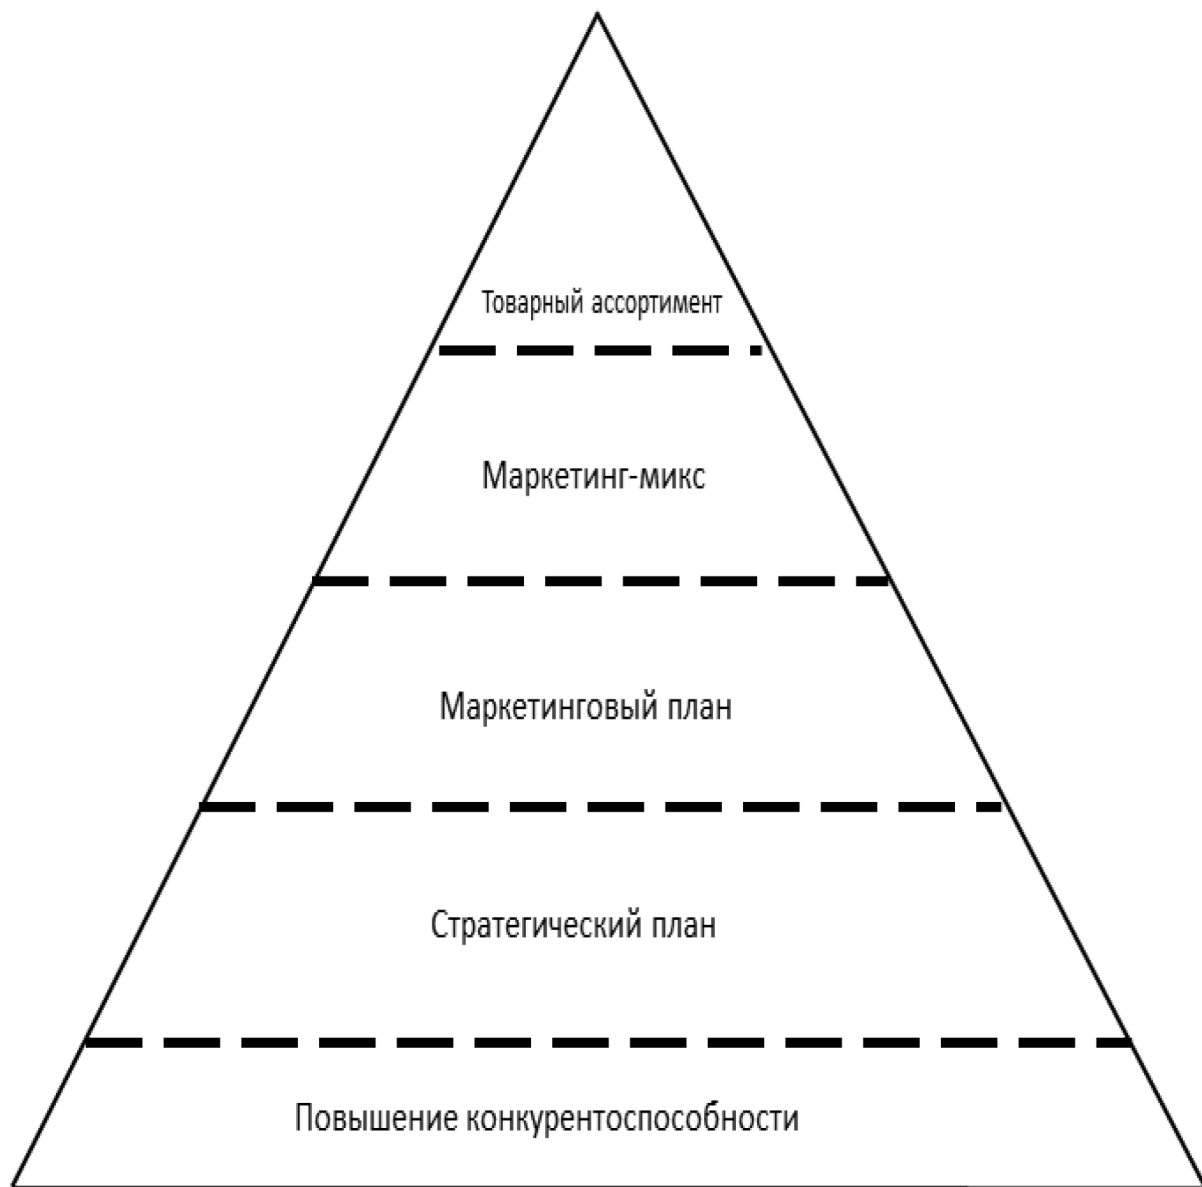 Товарный ассортимент
Маркетинг-микс
Маркетинговый план
Стратегический план
Повышение конкурентоспособности